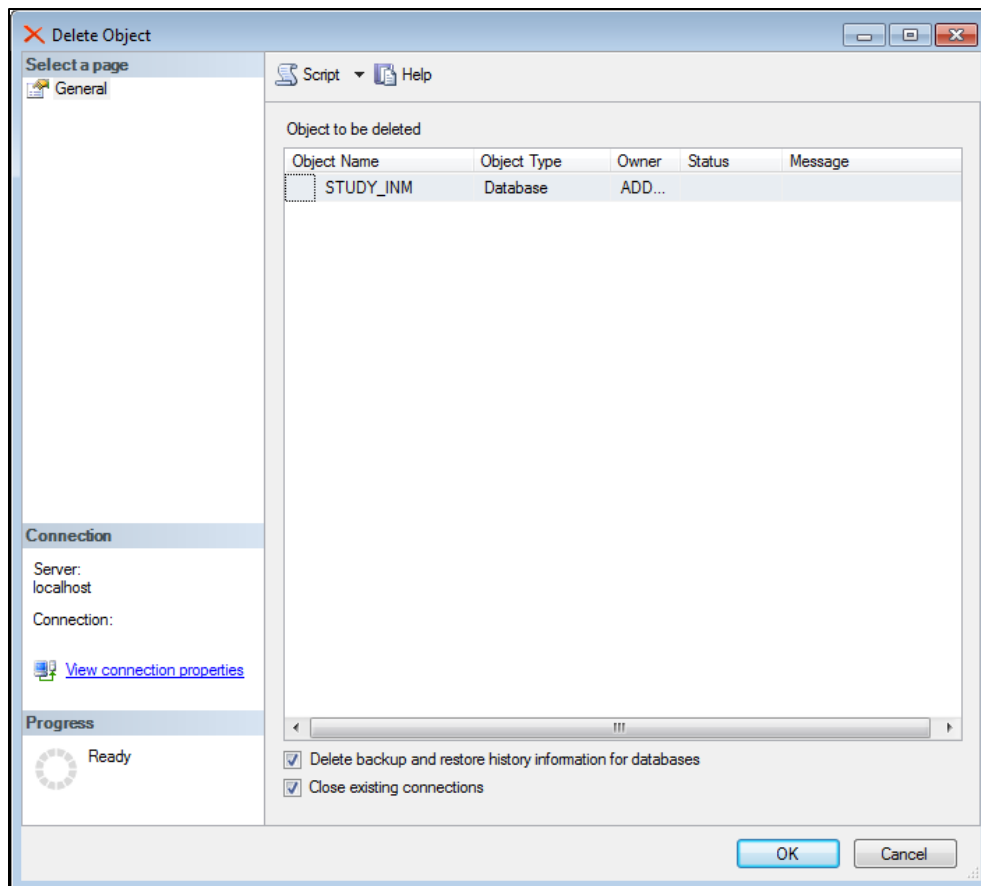 Delete Object
Select a page
General
Script Help
Object to be deleted
Object Name Object Type Owner Status Message
STUDY_INM Database ADD...
Connection
Server:
localhost
Connection:
View connection properties
Progress
Ready
Delete backup and restore history information for databases
Close existing connections
OK Cancel